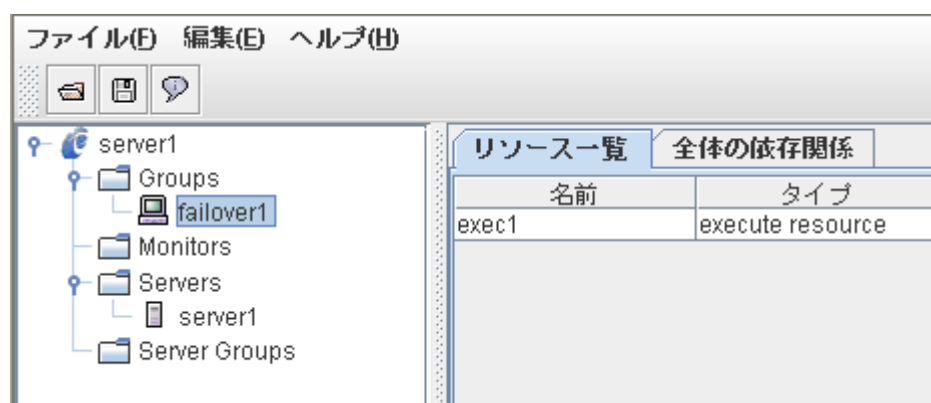 ファイル(F) 編集(E) ヘルプ(H)
server1
Groups
failover1
Monitors
Servers
server1
Server Groups
リソース一覧 全体の依存関係
名前 タイプ
exec1 execute resource